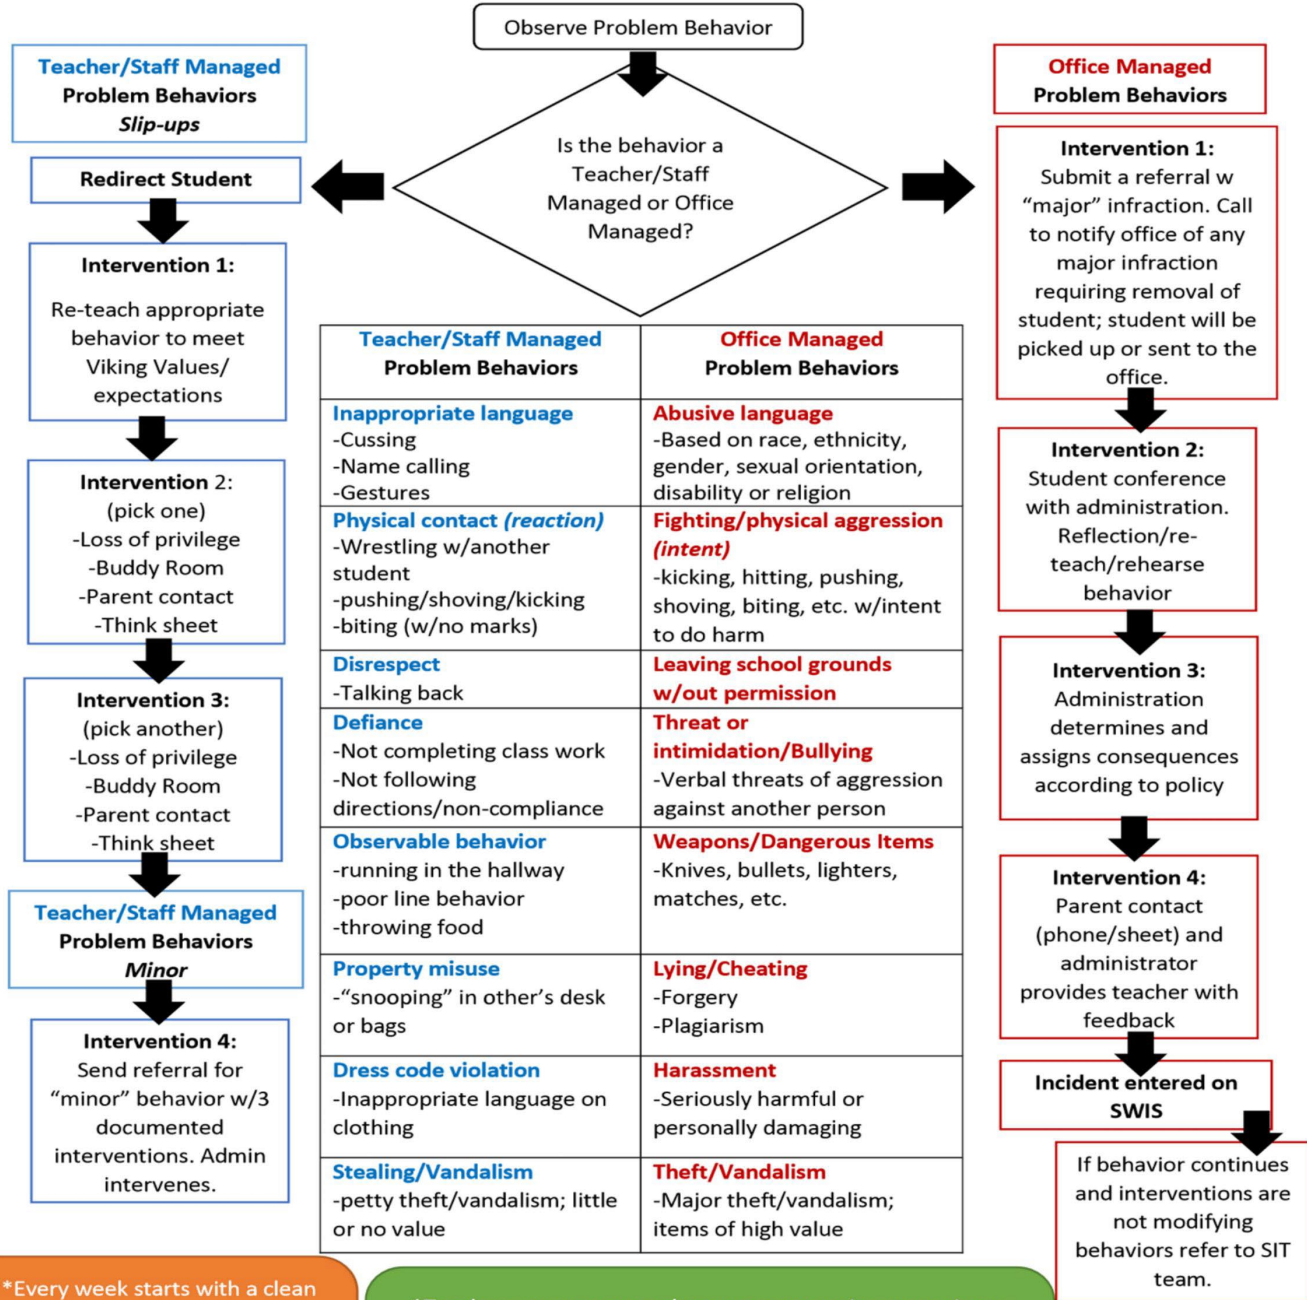 Observe Problem Behavior
Is the behavior a
Teacher/Staff
Managed or Office
Managed?
Teacher/Staff Managed
Problem Behaviors
Slip-ups
Redirect Student
Intervention 1:
Re-teach appropriate
behavior to meet
Viking Values/
expectations
Intervention 2:
(pick one)
-Loss of privilege
-Buddy Room
-Parent contact
-Think sheet
Intervention 3:
(pick another)
-Loss of privilege
-Buddy Room
-Parent contact
-Think sheet
Teacher/Staff Managed
Problem Behaviors
Minor
Intervention 4:
Send referral for
“minor” behavior w/3
documented
interventions. Admin
intervenes.
Teacher/Staff Managed
Problem Behaviors
Office Managed
Problem Behaviors
Inappropriate language
-Cussing
-Name calling
-Gestures
Abusive language
-Based on race, ethnicity,
gender, sexual orientation,
disability or religion
Physical contact (reaction)
-Wrestling w/another
student
-pushing/shoving/kicking
-biting (w/no marks)
Fighting/physical aggression
(intent)
-kicking, hitting, pushing,
shoving, biting, etc. w/intent
to do harm
Disrespect
-Talking back
Leaving school grounds
w/out permission
Defiance
-Not completing class work
-Not following
directions/non-compliance
Threat or
intimidation/Bullying
-Verbal threats of aggression
against another person
Observable behavior
-running in the hallway
-poor line behavior
-throwing food
Weapons/Dangerous Items
-Knives, bullets, lighters,
matches, etc.
Property misuse
-“snooping” in other’s desk
or bags
Lying/Cheating
-Forgery
-Plagiarism
Dress code violation
-Inappropriate language on
clothing
Harassment
-Seriously harmful or
personally damaging
Stealing/Vandalism
-petty theft/vandalism; little
or no value
Theft/Vandalism
-Major theft/vandalism;
items of high value
Office Managed
Problem Behaviors
Intervention 1:
Submit a referral w
“major” infraction. Call
to notify office of any
major infraction
requiring removal of
student; student will be
picked up or sent to the
office.
Intervention 2:
Student conference
with administration.
Reflection/re-
teach/rehearse
behavior
Intervention 3:
Administration
determines and
assigns consequences
according to policy
Intervention 4:
Parent contact
(phone/sheet) and
administrator
provides teacher with
feedback
Incident entered on
SWIS
If behavior continues
and interventions are
not modifying
behaviors refer to SIT
team.
*Every week starts with a clean